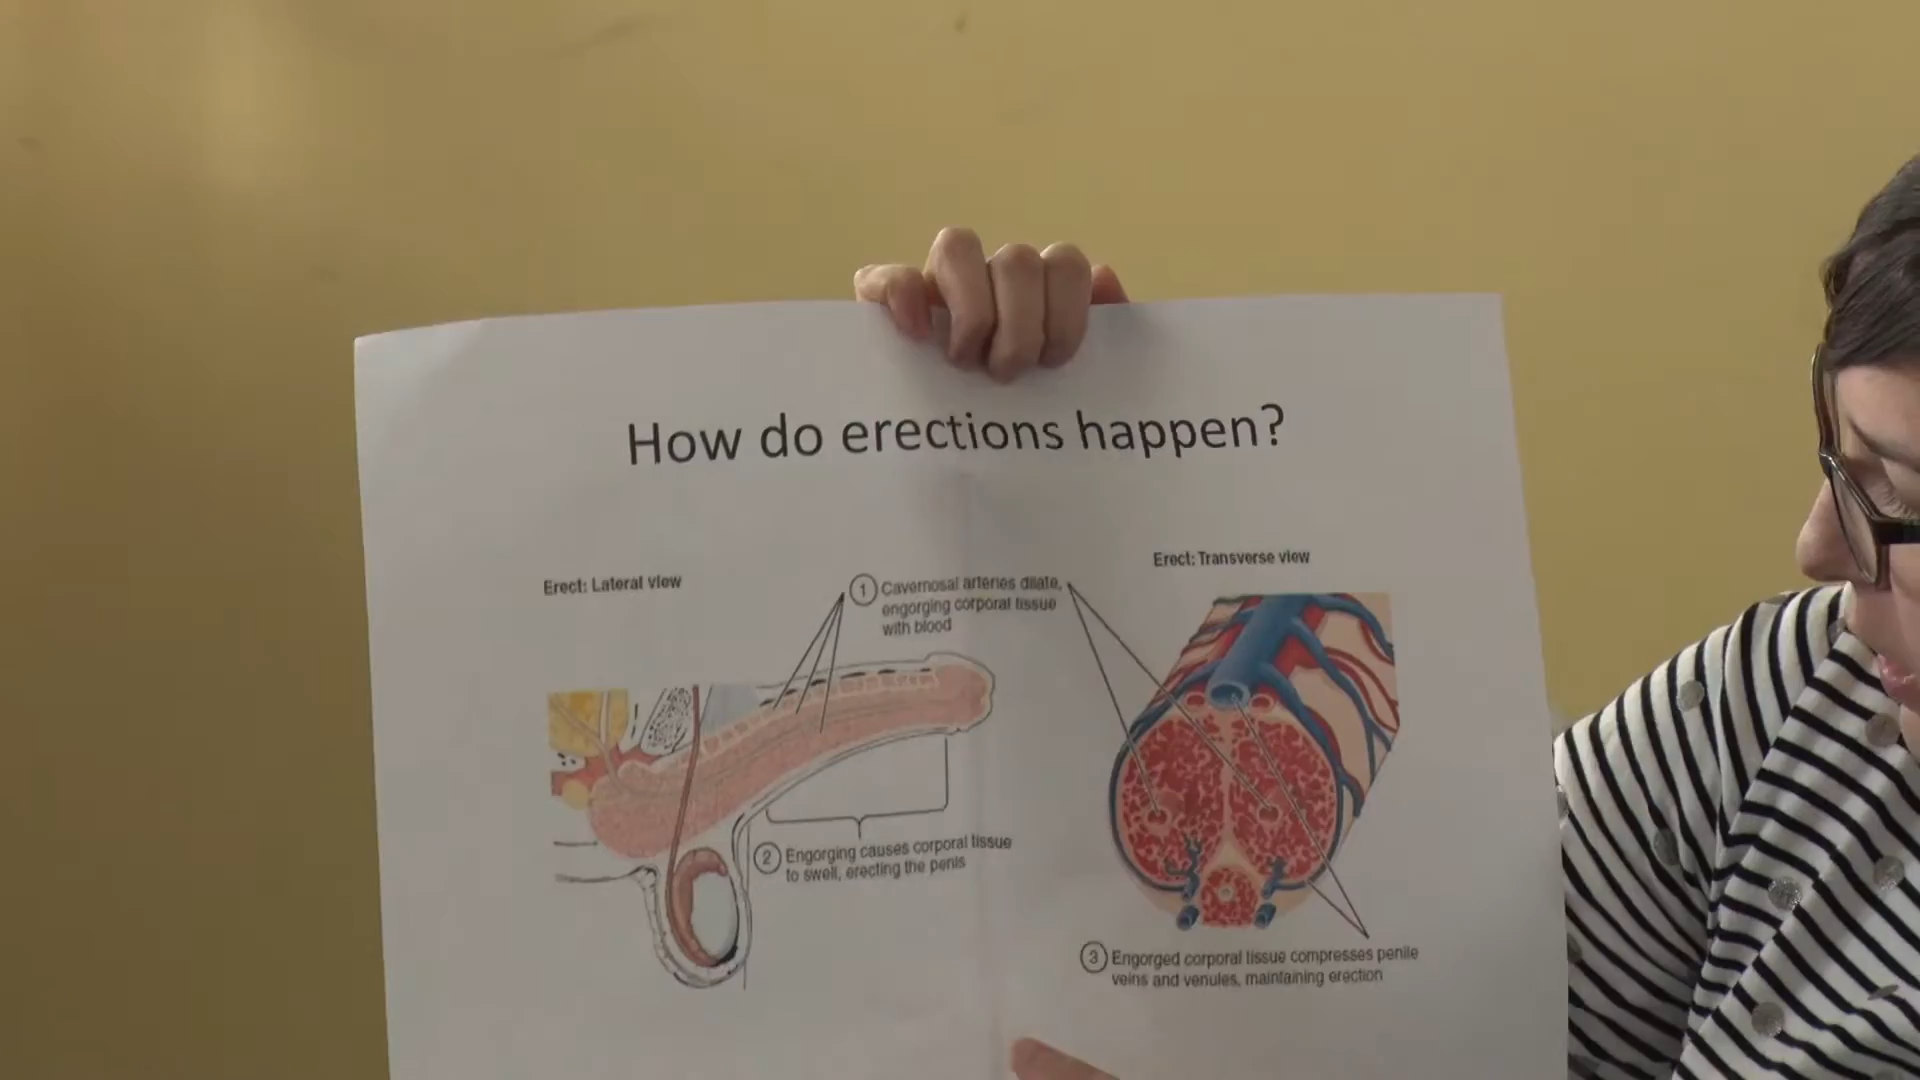 How do erections happen?
Erect: Lateral view
1 Cavernosal arteries dilate,
engorging corporal tissue
with blood
Erect: Transverse view
2 Engorging causes corporal tissue
to swell, erecting the penis
3 Engorged corporal tissue compresses penile
veins and venules, maintaining erection